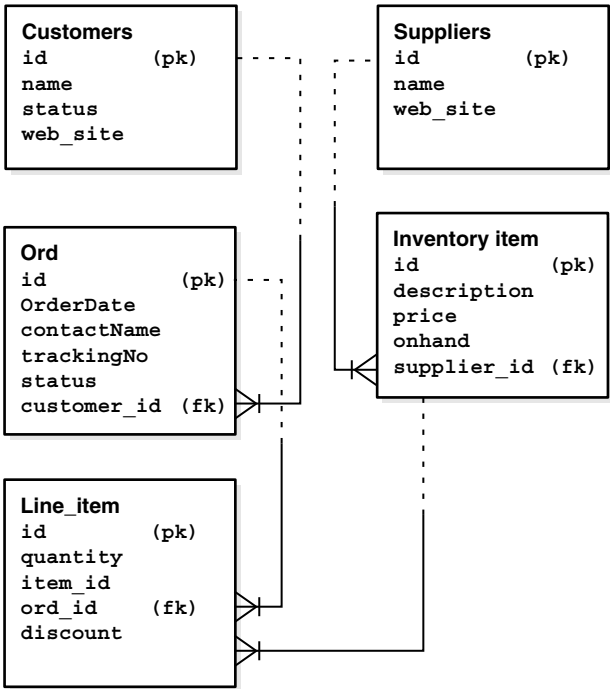 Customers
id (pk)
name
status
web_site
Suppliers
id (pk)
name
web_site
Ord
id (pk)
OrderDate
contactName
trackingNo
status
customer_id (fk)
Inventory item
id (pk)
description
price
onhand
supplier_id (fk)
Line_item
id (pk)
quantity
item_id
ord_id (fk)
discount